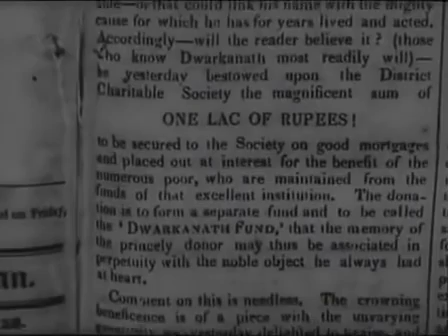 or that could link his name with the mighty
cause for which he has for years lived and acted.
Accordingly—will the reader believe it? (those
who know Dwarkanath most readily will)—
he yesterday bestowed upon the District
Charitable Society the magnificent sum of
ONE LAC OF RUPEES!
to be secured to the Society on good mortgages
and placed out at interest for the benefit of the
numerous poor, who are maintained from the
funds of that excellent institution. The dona-
tion is to form a separate fund and to be called
the 'DWARKANATH FUND,' that the memory of
the princely donor may thus be associated in
perpetuity with the noble object he always had
at heart.
Comment on this is needless. The crowning
beneficence is of a piece with the unvarying
yesterday delighted to